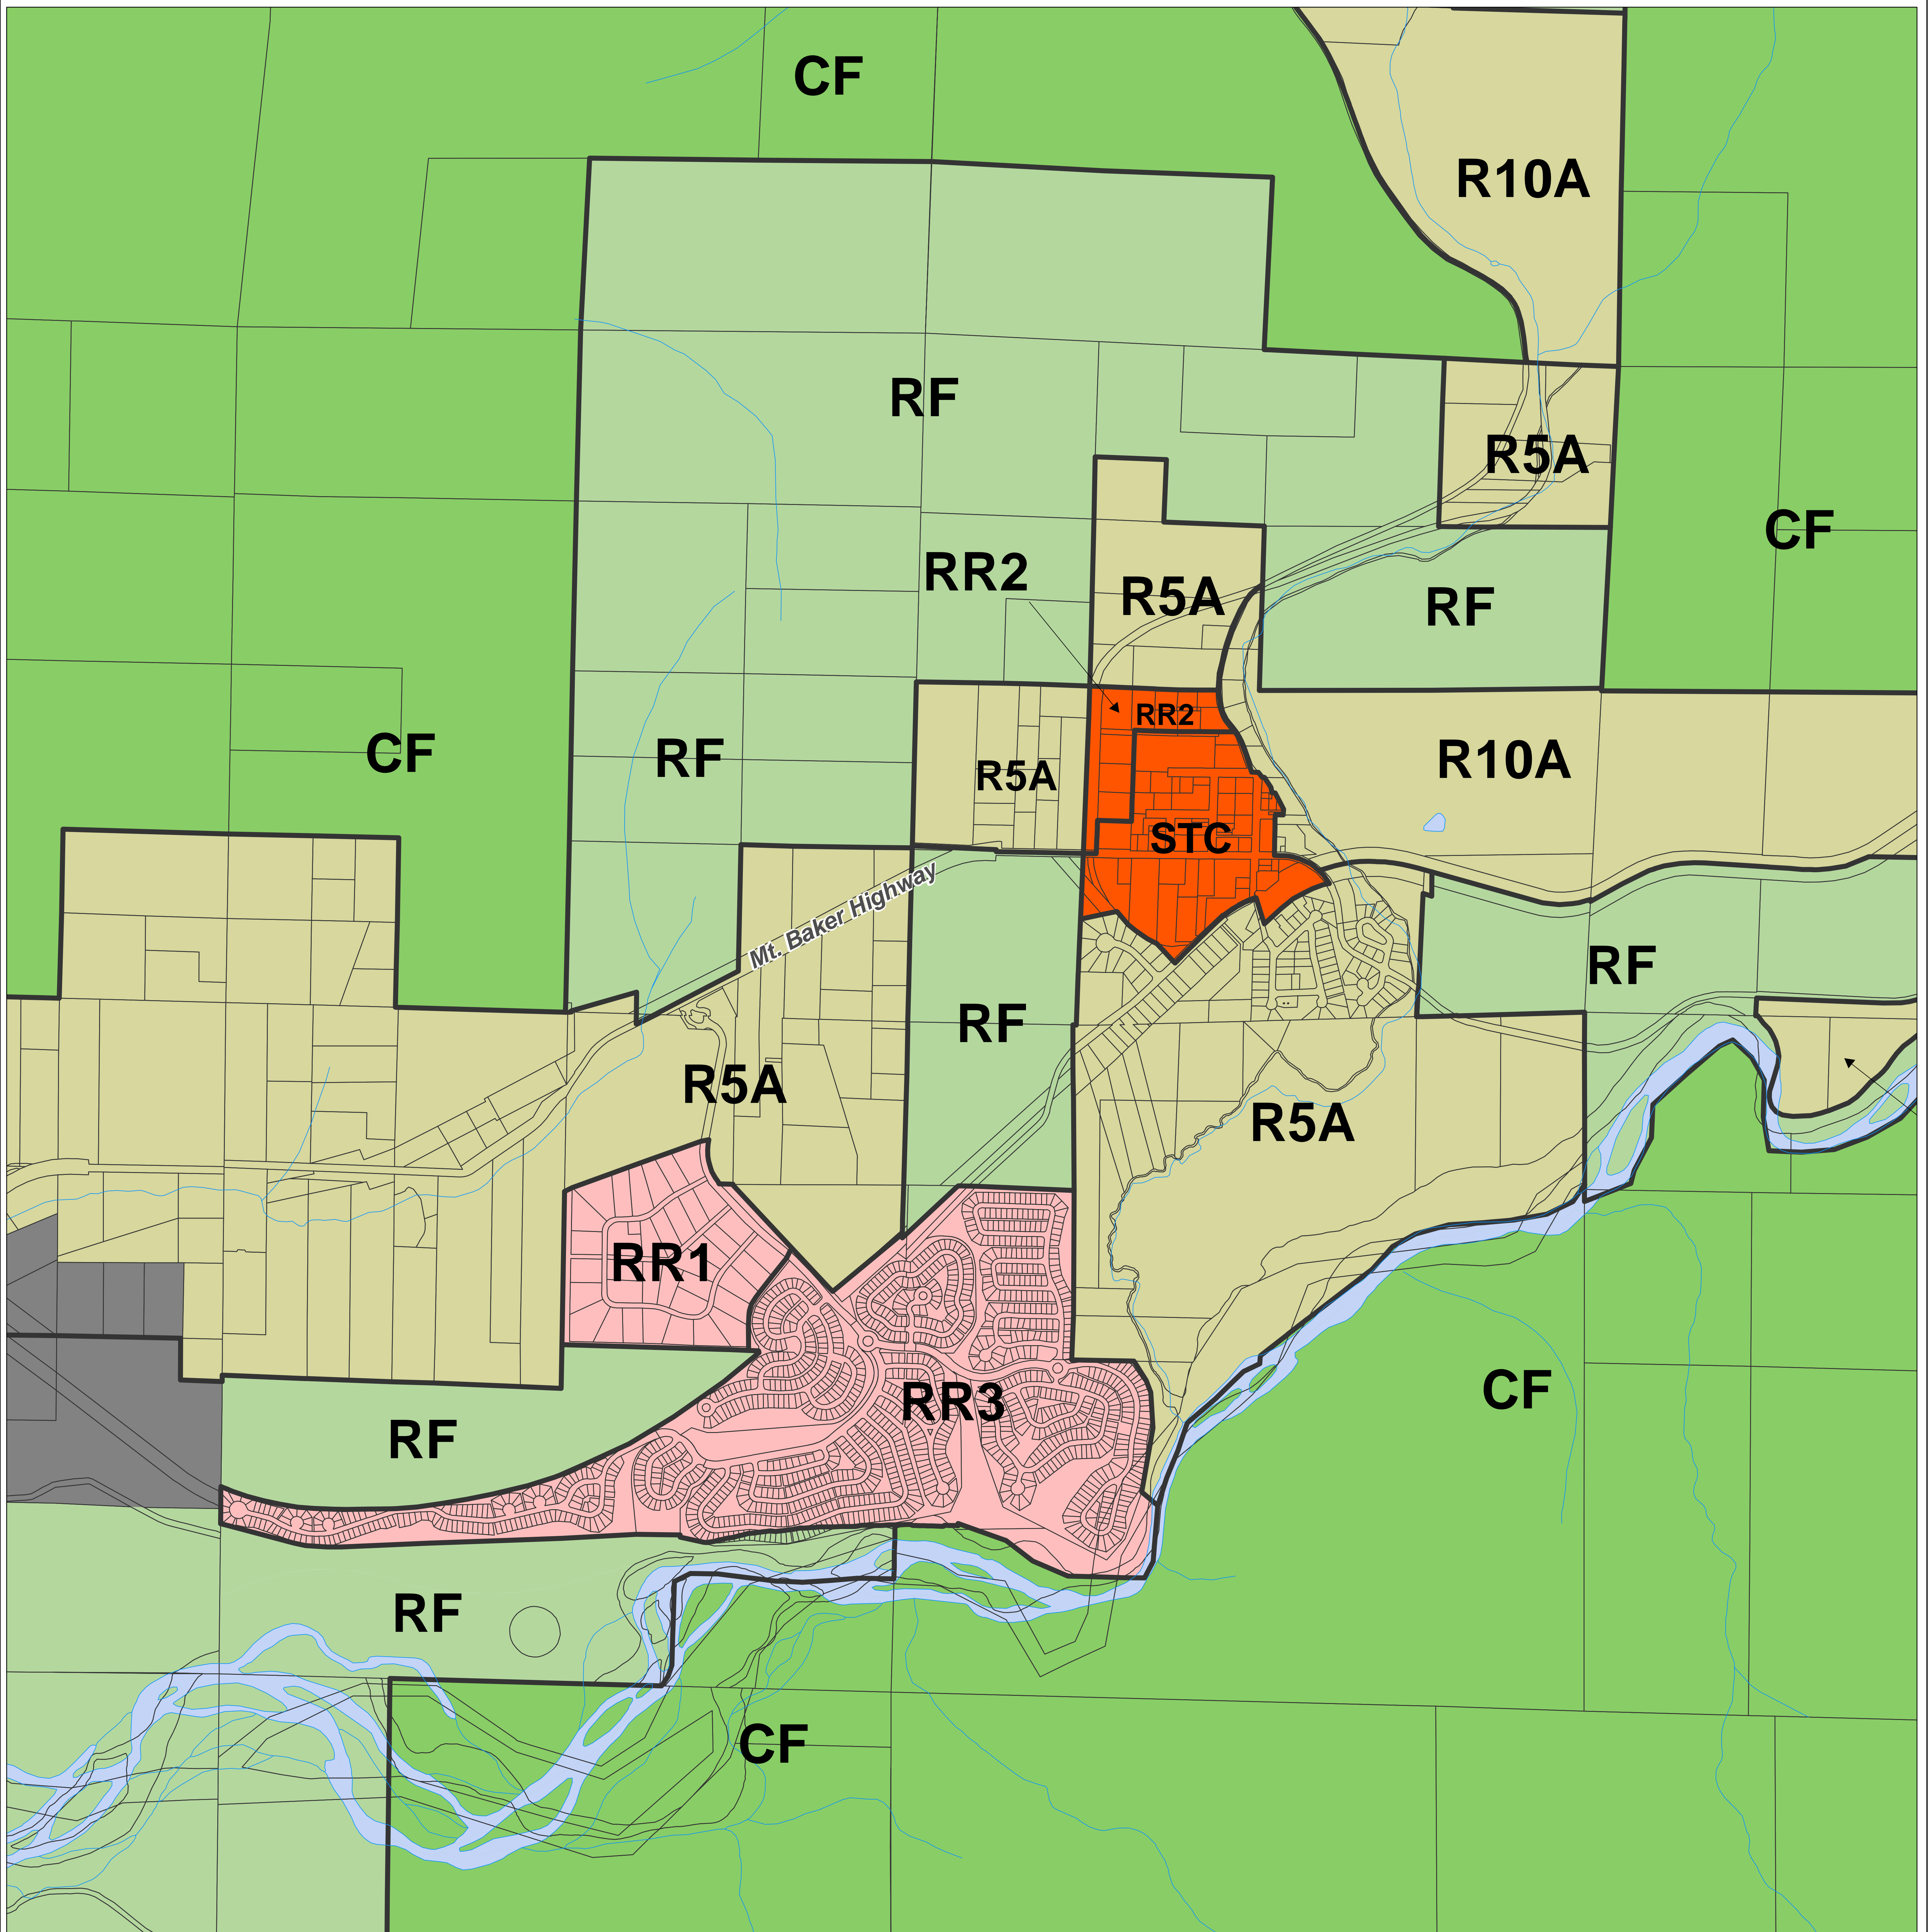 CF
R10A
RF
R5A
CF
RR2
R5A
RF
RR2
CF
RF
R5A
R10A
STC
Mt. Baker Highway
RF
RF
R5A
R5A
RR1
CF
RR3
RF
RF
CF